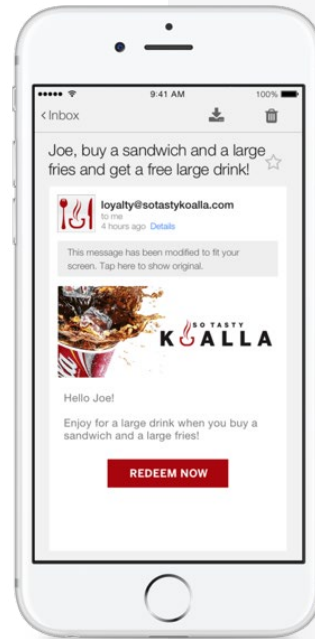 9:41 AM
100%
Inbox
Joe, buy a sandwich and a large
fries and get a free large drink!
loyalty@sotastykoalla.com
to me
4 hours ago Details
This message has been modified to fit your
screen. Tap here to show original.
SO TASTY
KOALLA
Hello Joe!
Enjoy for a large drink when you buy a
sandwich and a large fries!
REDEEM NOW